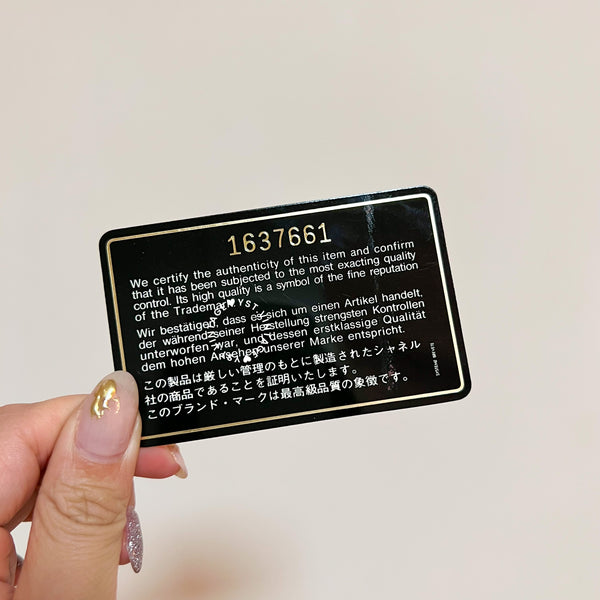 1637661
We certify the authenticity of this item and confirm
that it has been subjected to the most exacting quality
control. Its high quality is a symbol of the fine reputation
of the Trademark.
Wir bestätigen, dass es sich um einen Artikel handelt,
der während seiner Herstellung strengsten Kontrollen
unterworfen war, und dessen erstklassige Qualität
dem hohen Ansehen unserer Marke entspricht.
この製品は厳しい管理のもとに製造されたシャネル
社の商品であることを証明いたします。
このブランド・マークは最高級品質の象徴です。